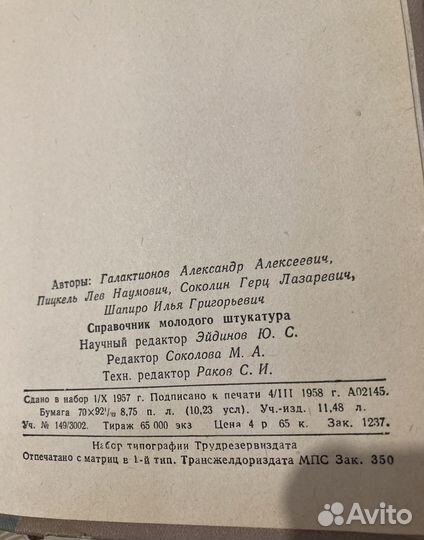 Авторы: Галактионов Александр Алексеевич,
Пицкель Лев Наумович, Соколин Герц Лазаревич,
Шапиро Илья Григорьевич
Справочник молодого штукатура
Научный редактор Эйдинов Ю. С.
Редактор Соколова М. А.
Техн. редактор Раков С. И.
Сдано в набор 1/X 1957 г. Подписано к печати 4/III 1958 г. А02145.
Бумага 70×92 8,75 п. л. (10,23 усл). Уч.-изд. 11,48 л.
Уч. № 149/3002. Тираж 65 000 экз Цена 4 р 65 к. Зак. 1237.
Набор типографии Трудрезервиздата
Отпечатано с матриц в 1-й тип. Трансжелдориздата МПС Зак. 350
Avito